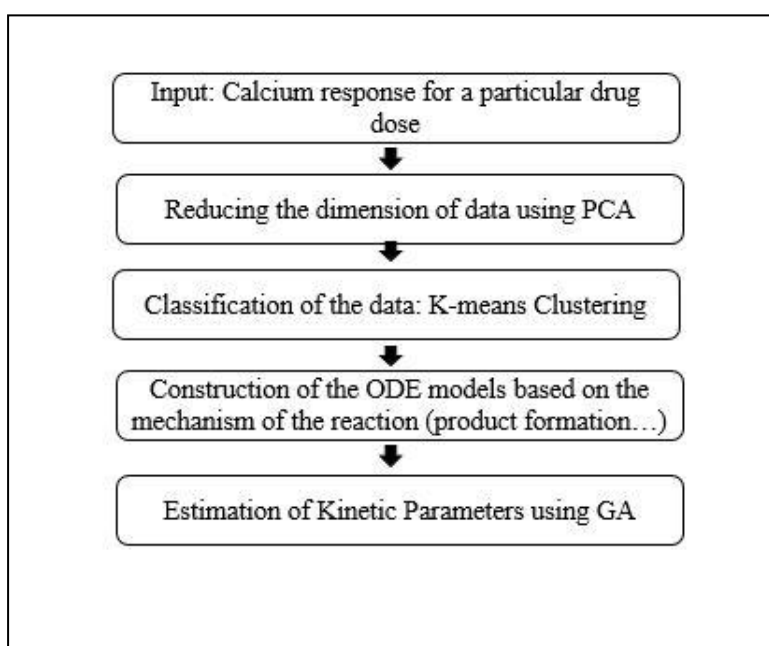 Input: Calcium response for a particular drug
dose
Reducing the dimension of data using PCA
Classification of the data: K-means Clustering
Construction of the ODE models based on the
mechanism of the reaction (product formation…)
Estimation of Kinetic Parameters using GA